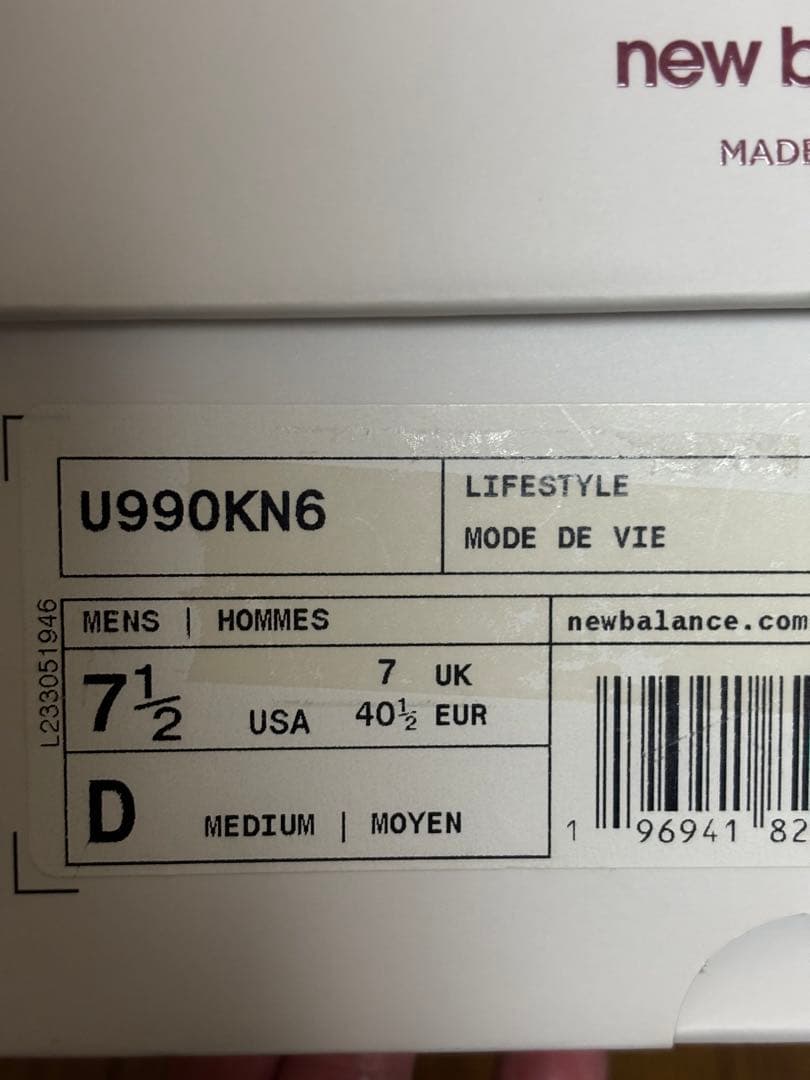 new b
MADE
U990KN6
LIFESTYLE
MODE DE VIE
L233051946
MENS | HOMMES
newbalance.com
7½ USA
7 UK
40½ EUR
D MEDIUM | MOYEN
1 96941 82